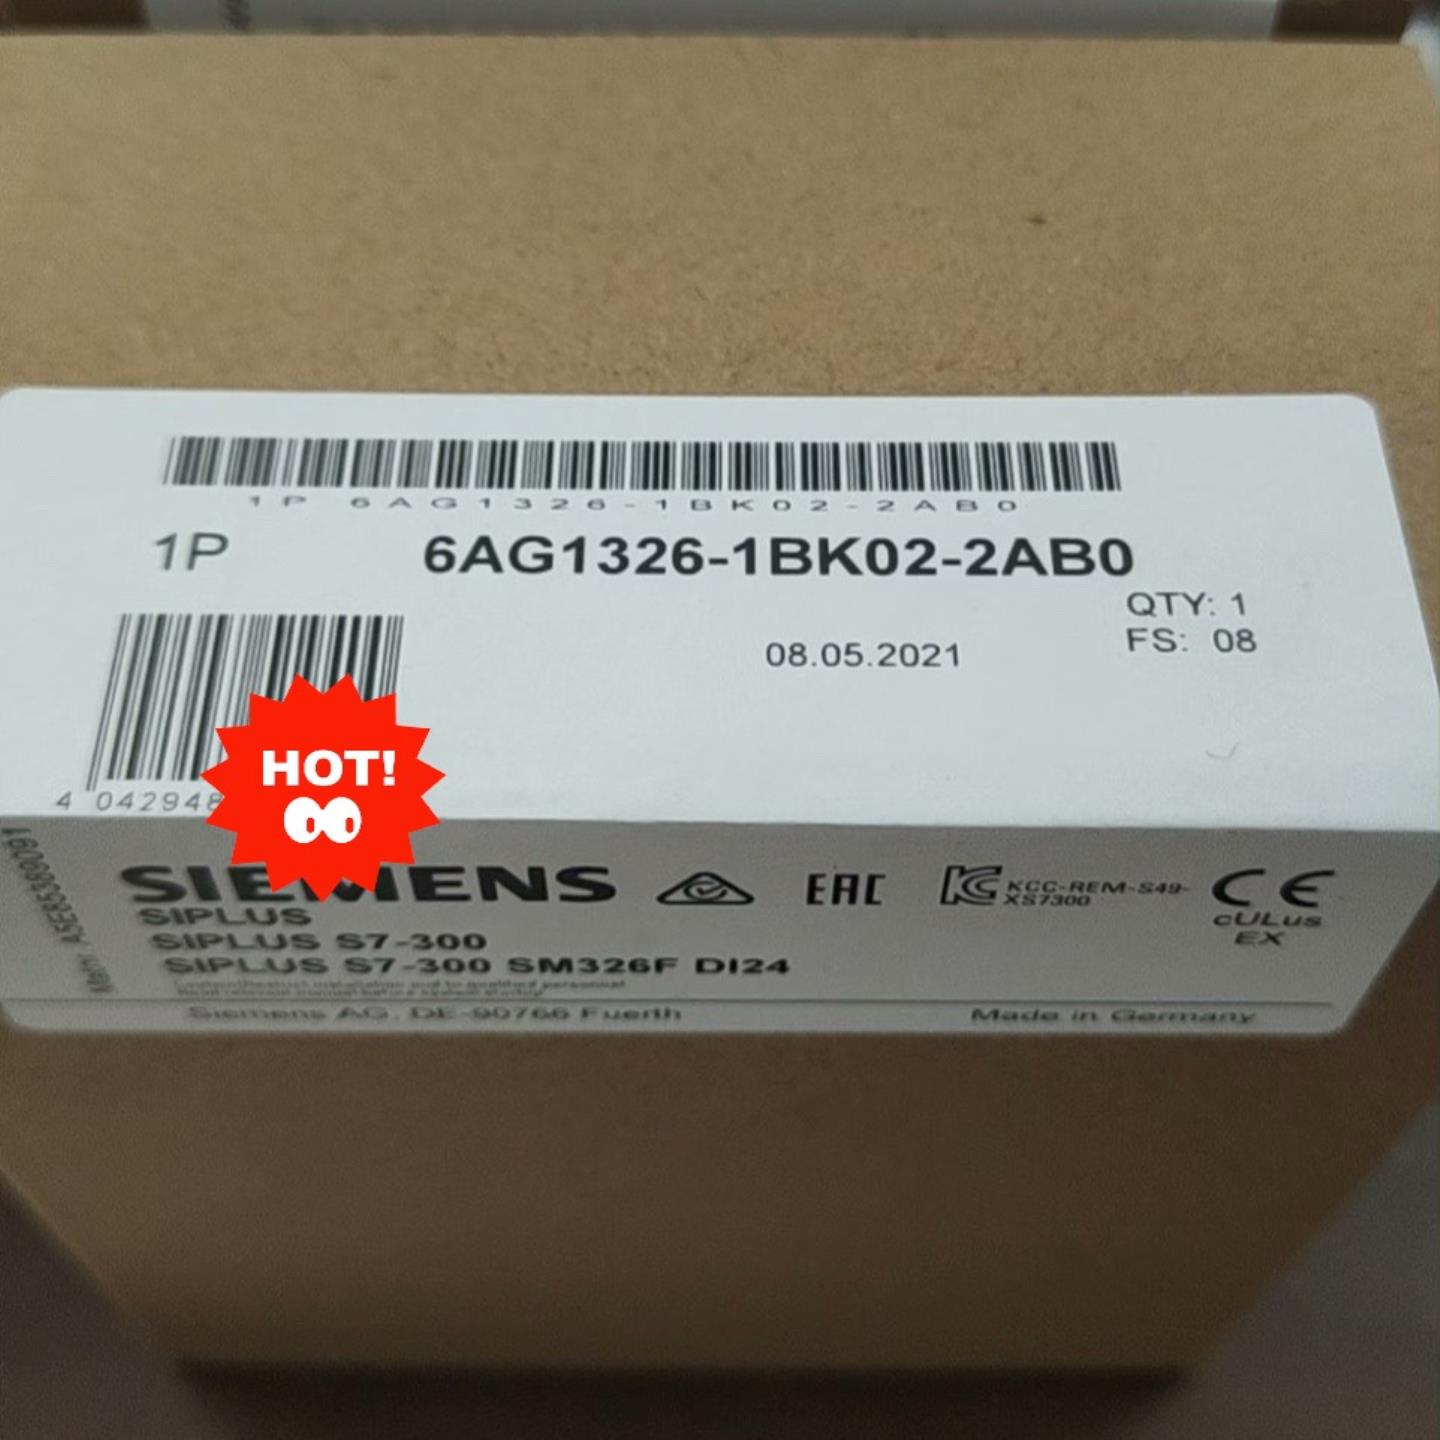 1P 6AG1326-1BK02-2AB0
1P 6AG1326-1BK02-2AB0
QTY: 1
08.05.2021
FS: 08
HOT!
4 042948
SIEMENS
EAC
KCC-REM-S49-
XS7300
CE
SIPLUS
cULus
EX
SIPLUS S7-300
SIPLUS S7-300 SM326F DI24
Siemens AG, DE-90766 Fuerth
Made in Germany